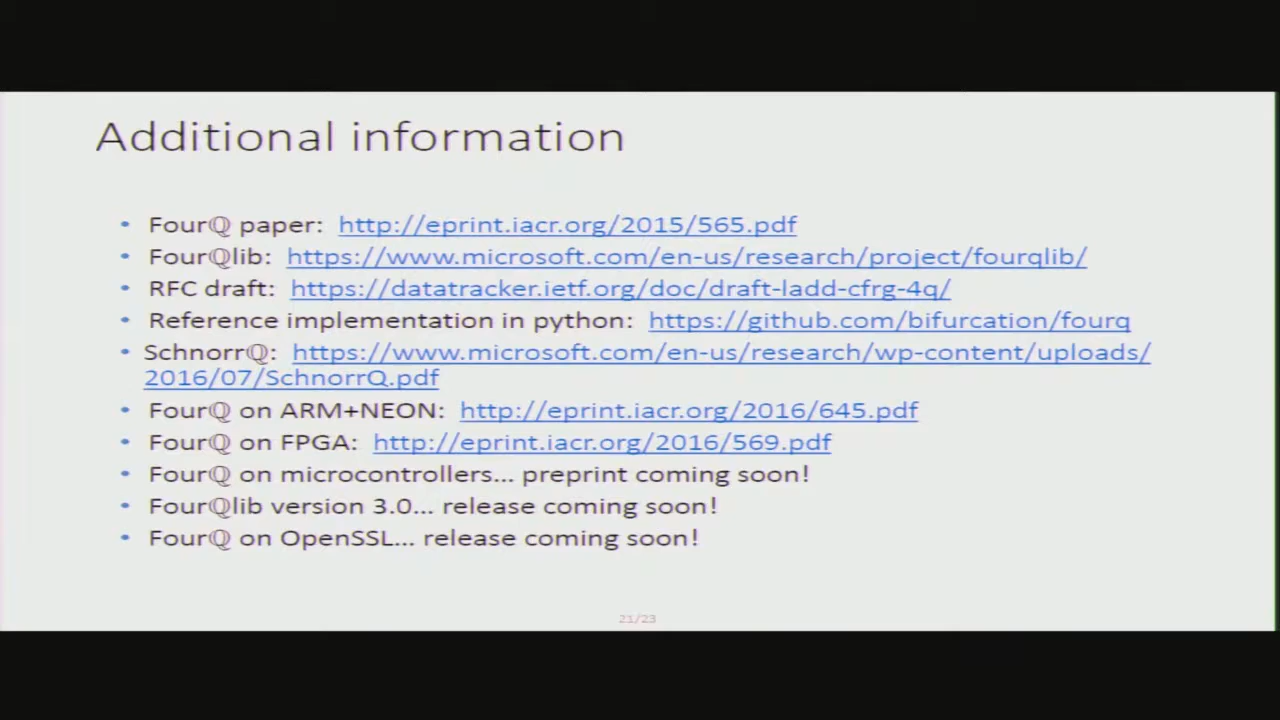 Additional information
• Fourℚ paper: http://eprint.iacr.org/2015/565.pdf
• Fourℚlib: https://www.microsoft.com/en-us/research/project/fourqlib/
• RFC draft: https://datatracker.ietf.org/doc/draft-ladd-cfrg-4q/
• Reference implementation in python: https://github.com/bifurcation/fourq
• Schnorrℚ: https://www.microsoft.com/en-us/research/wp-content/uploads/
2016/07/SchnorrQ.pdf
• Fourℚ on ARM+NEON: http://eprint.iacr.org/2016/645.pdf
• Fourℚ on FPGA: http://eprint.iacr.org/2016/569.pdf
• Fourℚ on microcontrollers... preprint coming soon!
• Fourℚlib version 3.0... release coming soon!
• Fourℚ on OpenSSL... release coming soon!
21/23